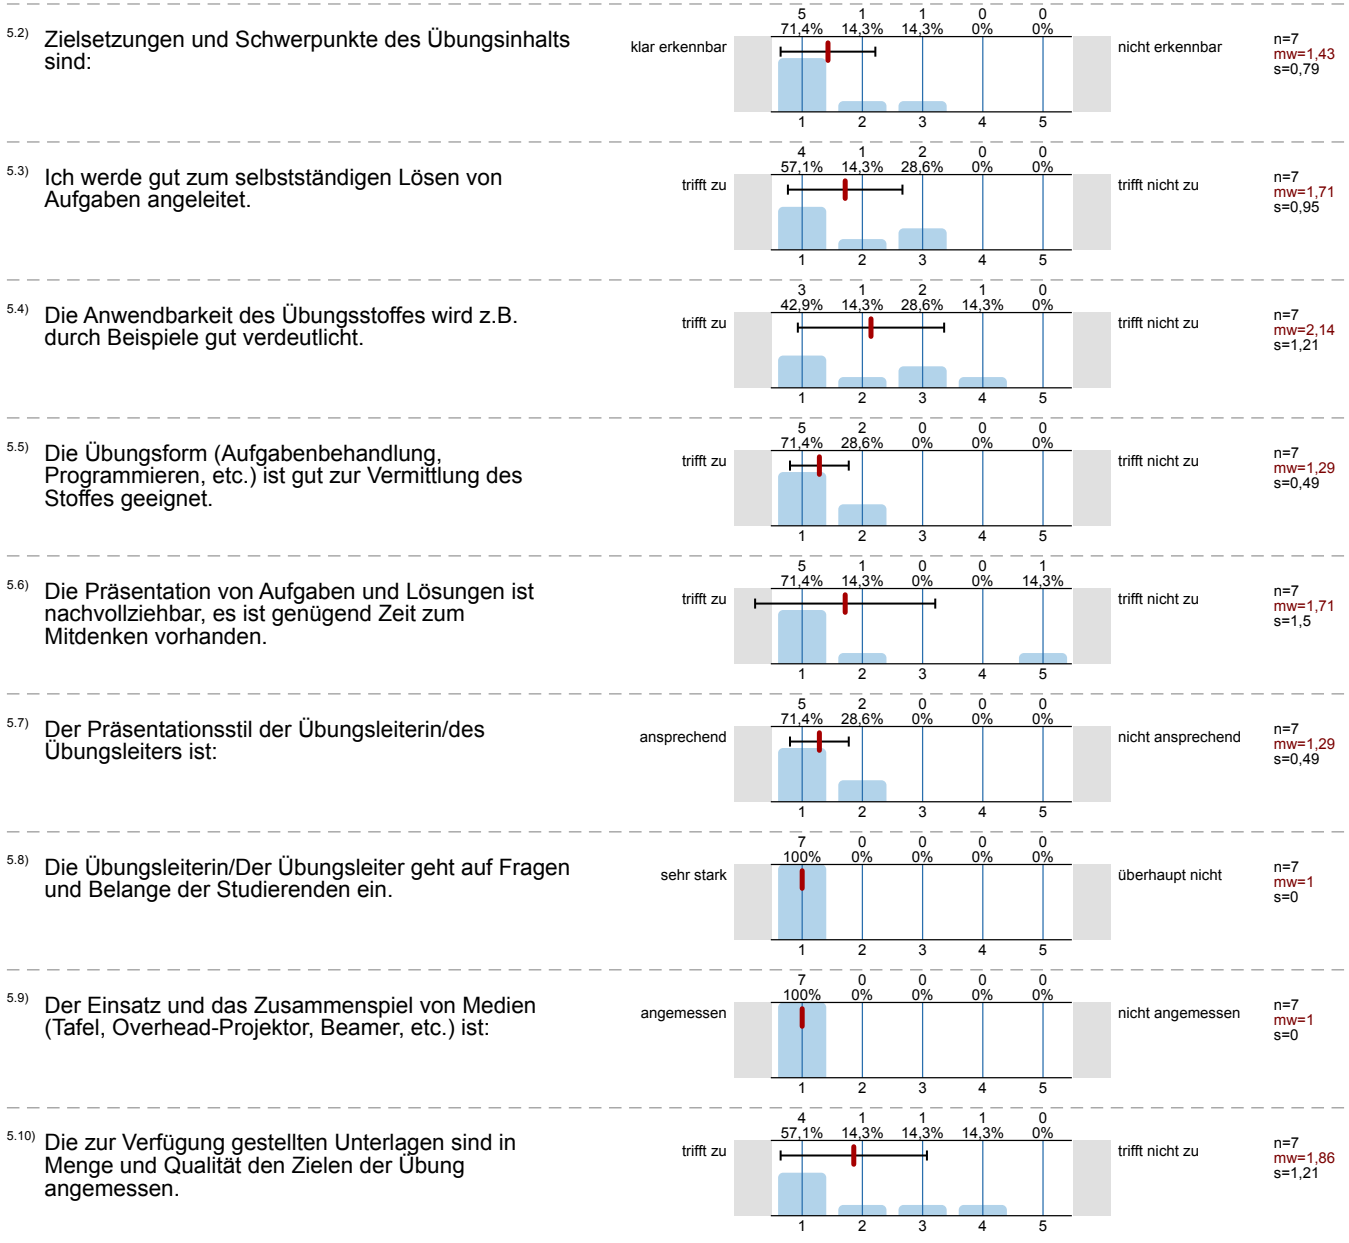 5.2) Zielsetzungen und Schwerpunkte des Übungsinhalts
sind:
klar erkennbar
5 1 1 0 0
71,4% 14,3% 14,3% 0% 0%
1 2 3 4 5
nicht erkennbar
n=7
mw=1,43
s=0,79
5.3) Ich werde gut zum selbstständigen Lösen von
Aufgaben angeleitet.
trifft zu
4 1 2 0 0
57,1% 14,3% 28,6% 0% 0%
1 2 3 4 5
trifft nicht zu
n=7
mw=1,71
s=0,95
5.4) Die Anwendbarkeit des Übungsstoffes wird z.B.
durch Beispiele gut verdeutlicht.
trifft zu
3 1 2 1 0
42,9% 14,3% 28,6% 14,3% 0%
1 2 3 4 5
trifft nicht zu
n=7
mw=2,14
s=1,21
5.5) Die Übungsform (Aufgabenbehandlung,
Programmieren, etc.) ist gut zur Vermittlung des
Stoffes geeignet.
trifft zu
5 2 0 0 0
71,4% 28,6% 0% 0% 0%
1 2 3 4 5
trifft nicht zu
n=7
mw=1,29
s=0,49
5.6) Die Präsentation von Aufgaben und Lösungen ist
nachvollziehbar, es ist genügend Zeit zum
Mitdenken vorhanden.
trifft zu
5 1 0 0 1
71,4% 14,3% 0% 0% 14,3%
1 2 3 4 5
trifft nicht zu
n=7
mw=1,71
s=1,5
5.7) Der Präsentationsstil der Übungsleiterin/des
Übungsleiters ist:
ansprechend
5 2 0 0 0
71,4% 28,6% 0% 0% 0%
1 2 3 4 5
nicht ansprechend
n=7
mw=1,29
s=0,49
5.8) Die Übungsleiterin/Der Übungsleiter geht auf Fragen
und Belange der Studierenden ein.
sehr stark
7 0 0 0 0
100% 0% 0% 0% 0%
1 2 3 4 5
überhaupt nicht
n=7
mw=1
s=0
5.9) Der Einsatz und das Zusammenspiel von Medien
(Tafel, Overhead-Projektor, Beamer, etc.) ist:
angemessen
7 0 0 0 0
100% 0% 0% 0% 0%
1 2 3 4 5
nicht angemessen
n=7
mw=1
s=0
5.10) Die zur Verfügung gestellten Unterlagen sind in
Menge und Qualität den Zielen der Übung
angemessen.
trifft zu
4 1 1 1 0
57,1% 14,3% 14,3% 14,3% 0%
1 2 3 4 5
trifft nicht zu
n=7
mw=1,86
s=1,21